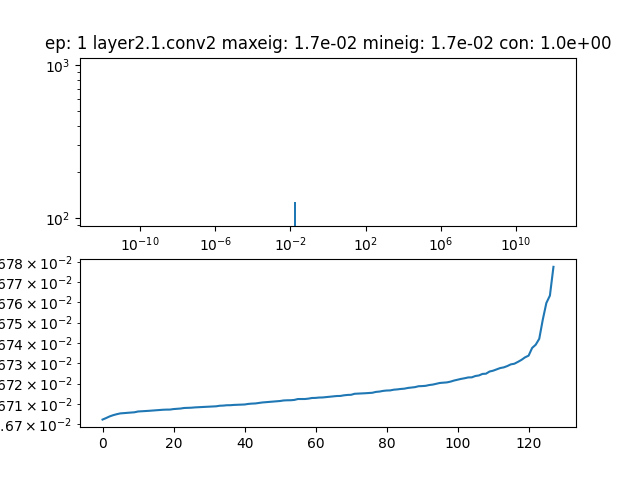 ep: 1 layer2.1.conv2 maxeig: 1.7e-02 mineig: 1.7e-02 con: 1.0e+00
10³
10²
10⁻¹⁰ 10⁻⁶ 10⁻² 10² 10⁶ 10¹⁰
678 × 10⁻²
677 × 10⁻²
676 × 10⁻²
675 × 10⁻²
674 × 10⁻²
673 × 10⁻²
672 × 10⁻²
671 × 10⁻²
.67 × 10⁻²
0 20 40 60 80 100 120